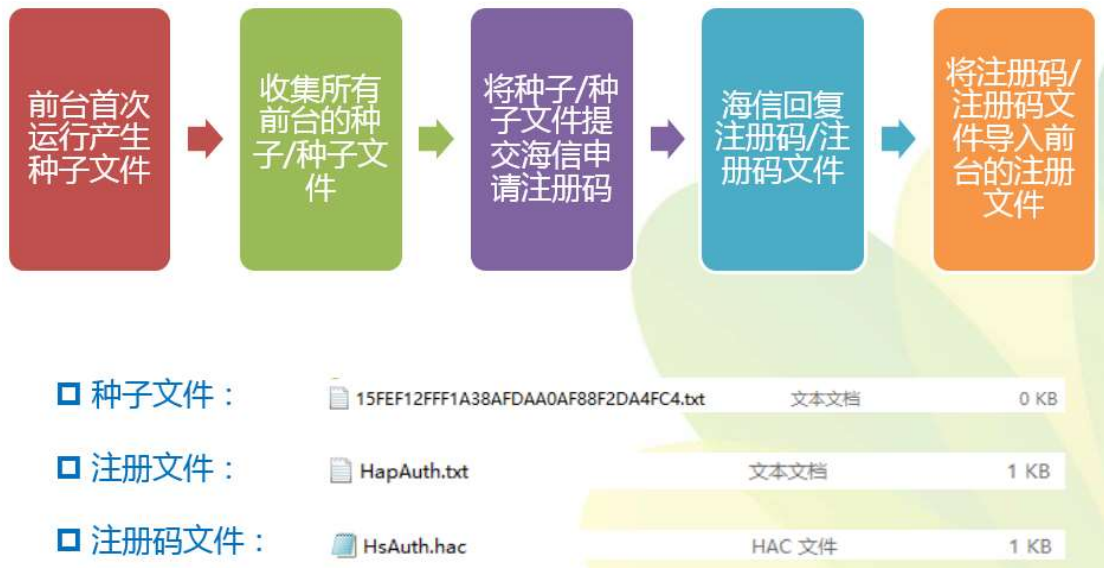 前台首次
运行产生
种子文件
收集所有
前台的种
子/种子文
件
将种子/种
子文件提
交海信申
请注册码
海信回复
注册码/注
册码文件
将注册码/
注册码文
件导入前
台的注册
文件
种子文件： 15FEF12FFF1A38AFDAA0AF88F2DA4FC4.txt 文本文档 0 KB
注册文件： HapAuth.txt 文本文档 1 KB
注册码文件： HsAuth.hac HAC 文件 1 KB